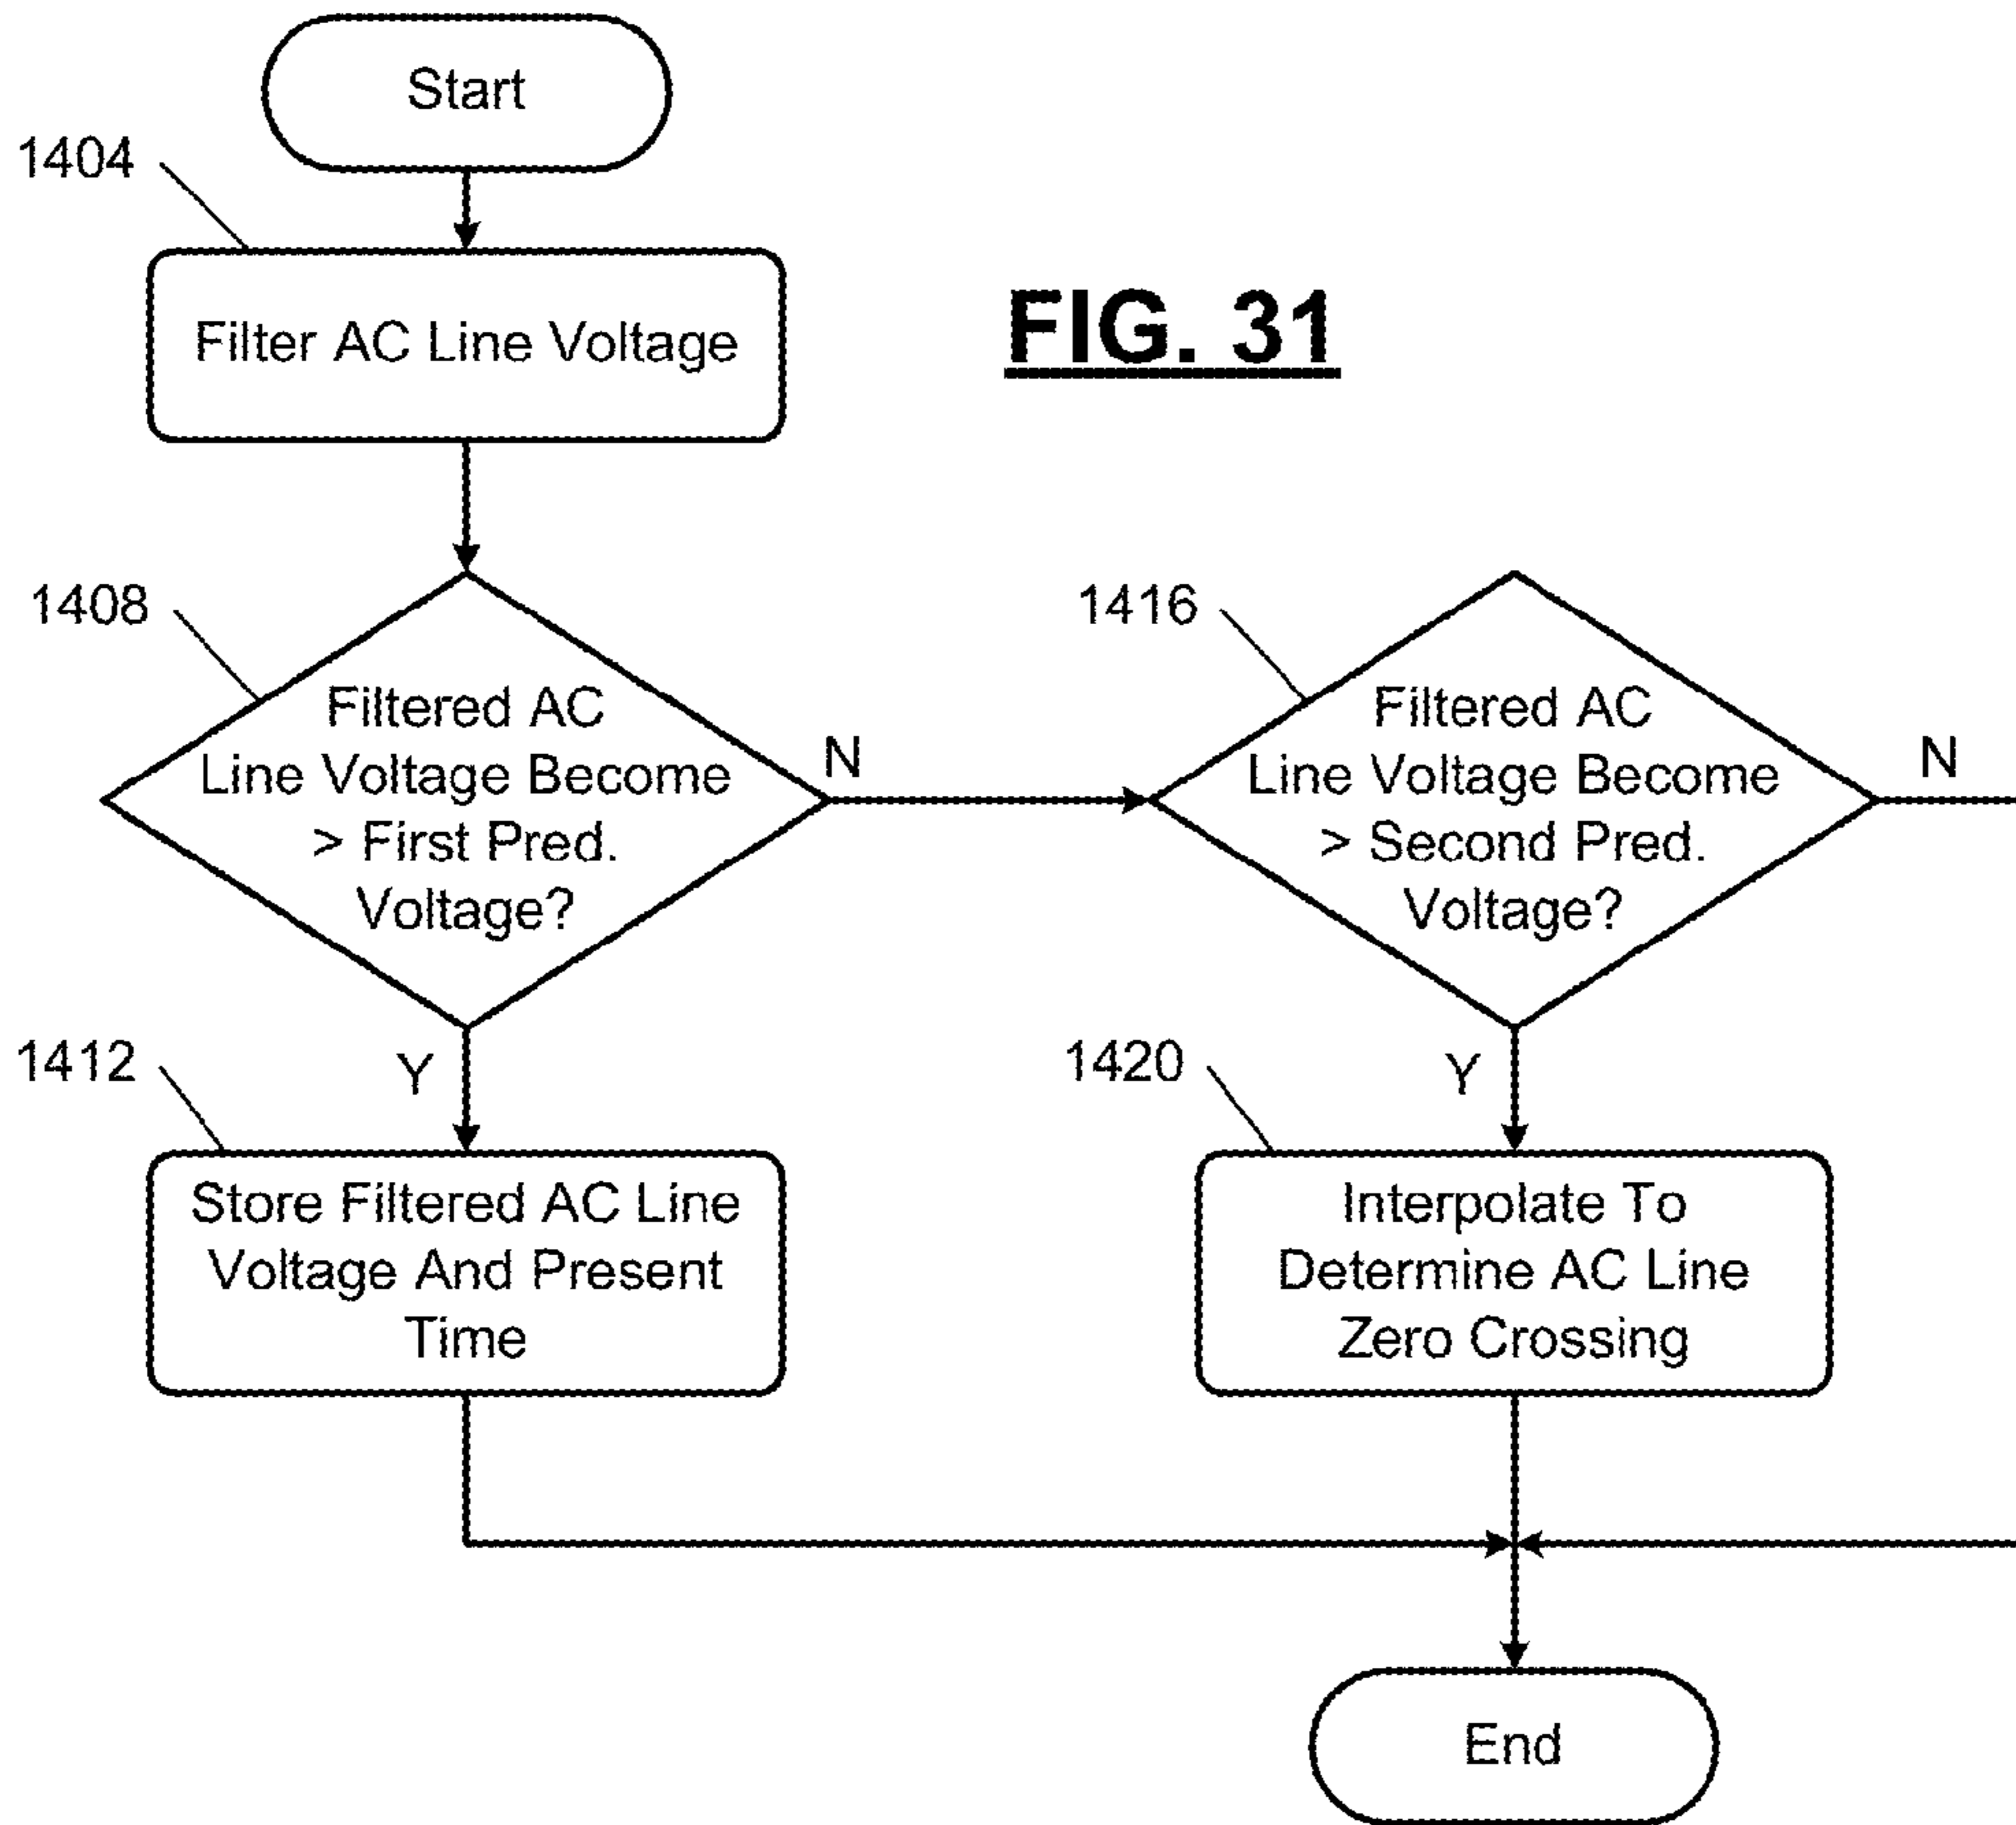 Start
1404
Filter AC Line Voltage
FIG. 31
1408
Filtered AC
Line Voltage Become
> First Pred.
Voltage?
N
Y
1416
Filtered AC
Line Voltage Become
> Second Pred.
Voltage?
N
Y
1412
Store Filtered AC Line
Voltage And Present
Time
1420
Interpolate To
Determine AC Line
Zero Crossing
End